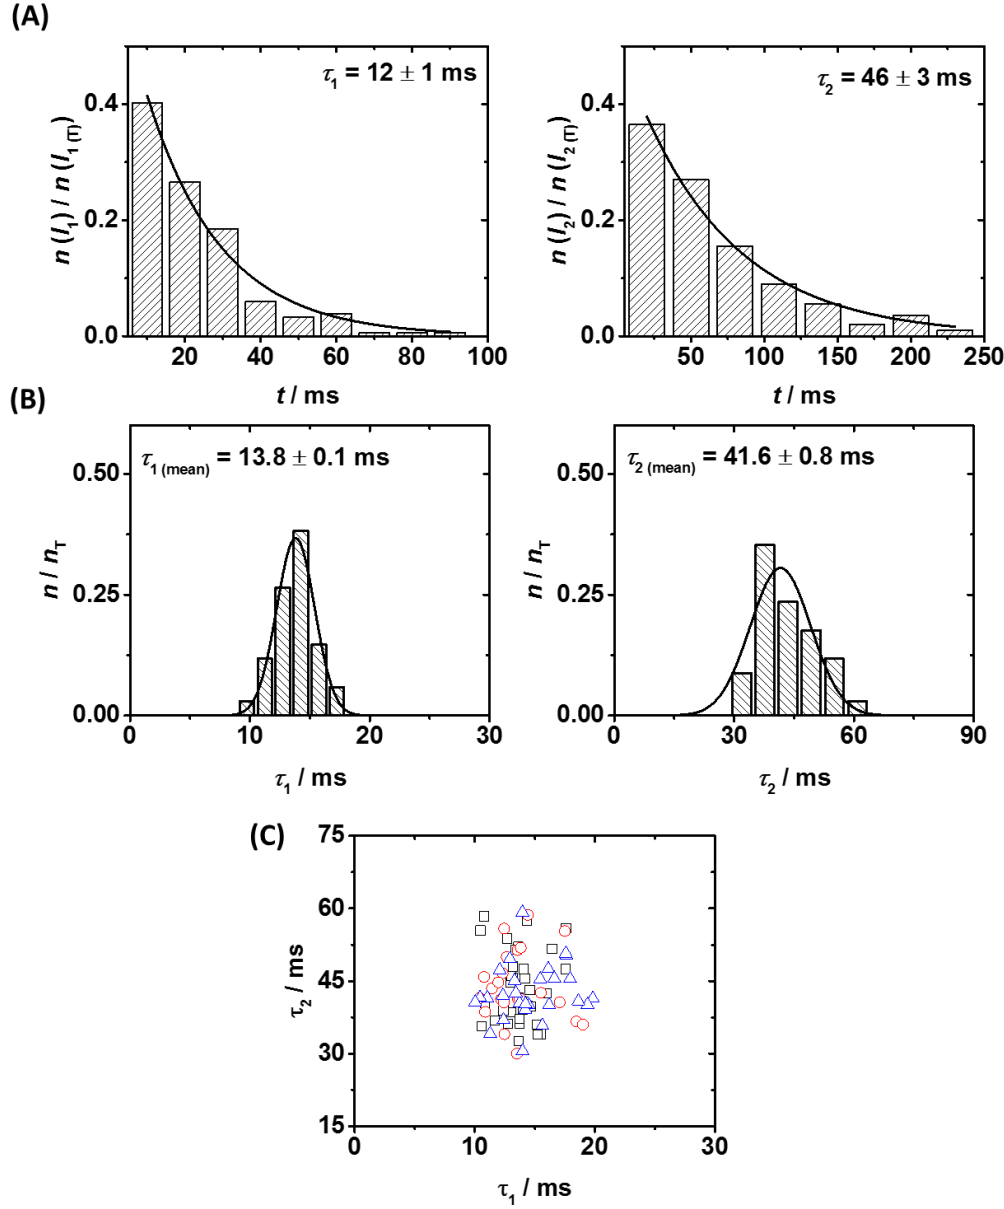 (A)
τ1 = 12 ± 1 ms
n (I1) / n (I1 (T))
0.4
0.2
0.0
20 40 60 80 100
t / ms
τ2 = 46 ± 3 ms
n (I2) / n (I2 (T))
0.4
0.2
0.0
50 100 150 200 250
t / ms
(B)
τ1 (mean) = 13.8 ± 0.1 ms
n / nT
0.50
0.25
0.00
0 10 20 30
τ1 / ms
τ2 (mean) = 41.6 ± 0.8 ms
n / nT
0.50
0.25
0.00
0 30 60 90
τ2 / ms
(C)
τ2 / ms
75
60
45
30
15
0 10 20 30
τ1 / ms